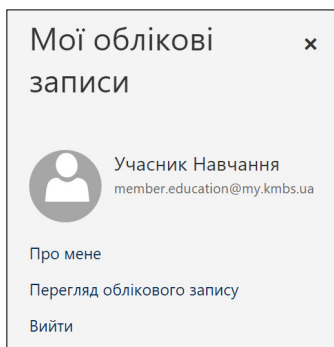 Мої облікові
записи
×
Учасник Навчання
member.education@my.kmbs.ua
Про мене
Перегляд облікового запису
Вийти